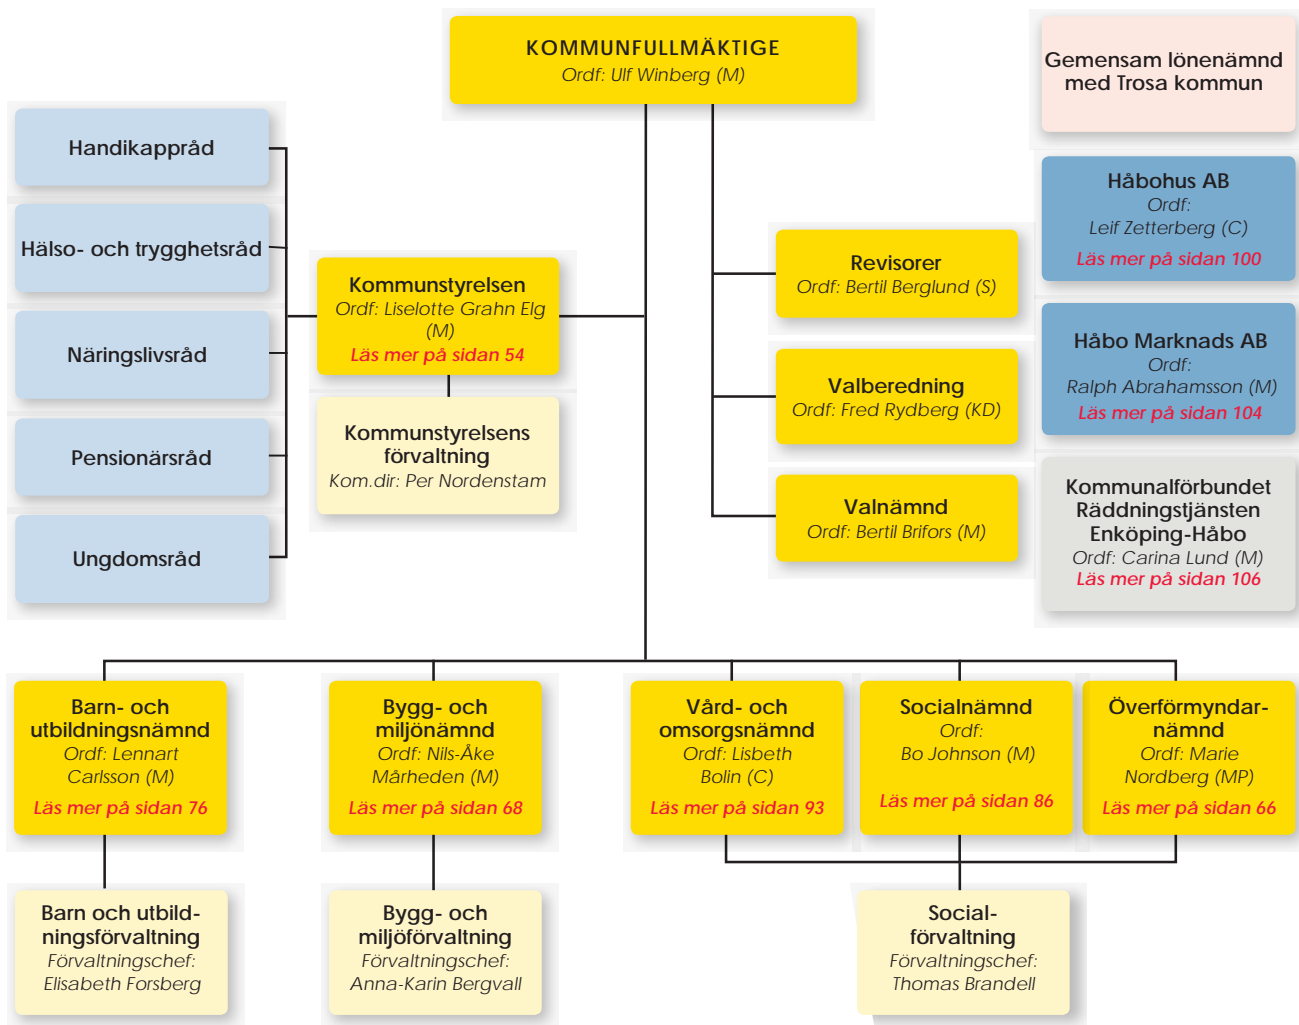 KOMMUNFULLMÄKTIGE
Ordf: Ulf Winberg (M)
Gemensam lönenämnd
med Trosa kommun
Handikappråd
Hälso- och trygghetsråd
Näringslivsråd
Pensionärsråd
Ungdomsråd
Kommunstyrelsen
Ordf: Liselotte Grahn Elg
(M)
Läs mer på sidan 54
Kommunstyrelsens
förvaltning
Kom.dir: Per Nordenstam
Revisorer
Ordf: Bertil Berglund (S)
Valberedning
Ordf: Fred Rydberg (KD)
Valnämnd
Ordf: Bertil Brifors (M)
Håbohus AB
Ordf:
Leif Zetterberg (C)
Läs mer på sidan 100
Håbo Marknads AB
Ordf:
Ralph Abrahamsson (M)
Läs mer på sidan 104
Kommunalförbundet
Räddningstjänsten
Enköping-Håbo
Ordf: Carina Lund (M)
Läs mer på sidan 106
Barn- och
utbildningsnämnd
Ordf: Lennart
Carlsson (M)
Läs mer på sidan 76
Bygg- och
miljönämnd
Ordf: Nils-Åke
Mårheden (M)
Läs mer på sidan 68
Vård- och
omsorgsnämnd
Ordf: Lisbeth
Bolin (C)
Läs mer på sidan 93
Socialnämnd
Ordf:
Bo Johnson (M)
Läs mer på sidan 86
Överförmyndar-
nämnd
Ordf: Marie
Nordberg (MP)
Läs mer på sidan 66
Barn och utbild-
ningsförvaltning
Förvaltningschef:
Elisabeth Forsberg
Bygg- och
miljöförvaltning
Förvaltningschef:
Anna-Karin Bergvall
Social-
förvaltning
Förvaltningschef:
Thomas Brandell